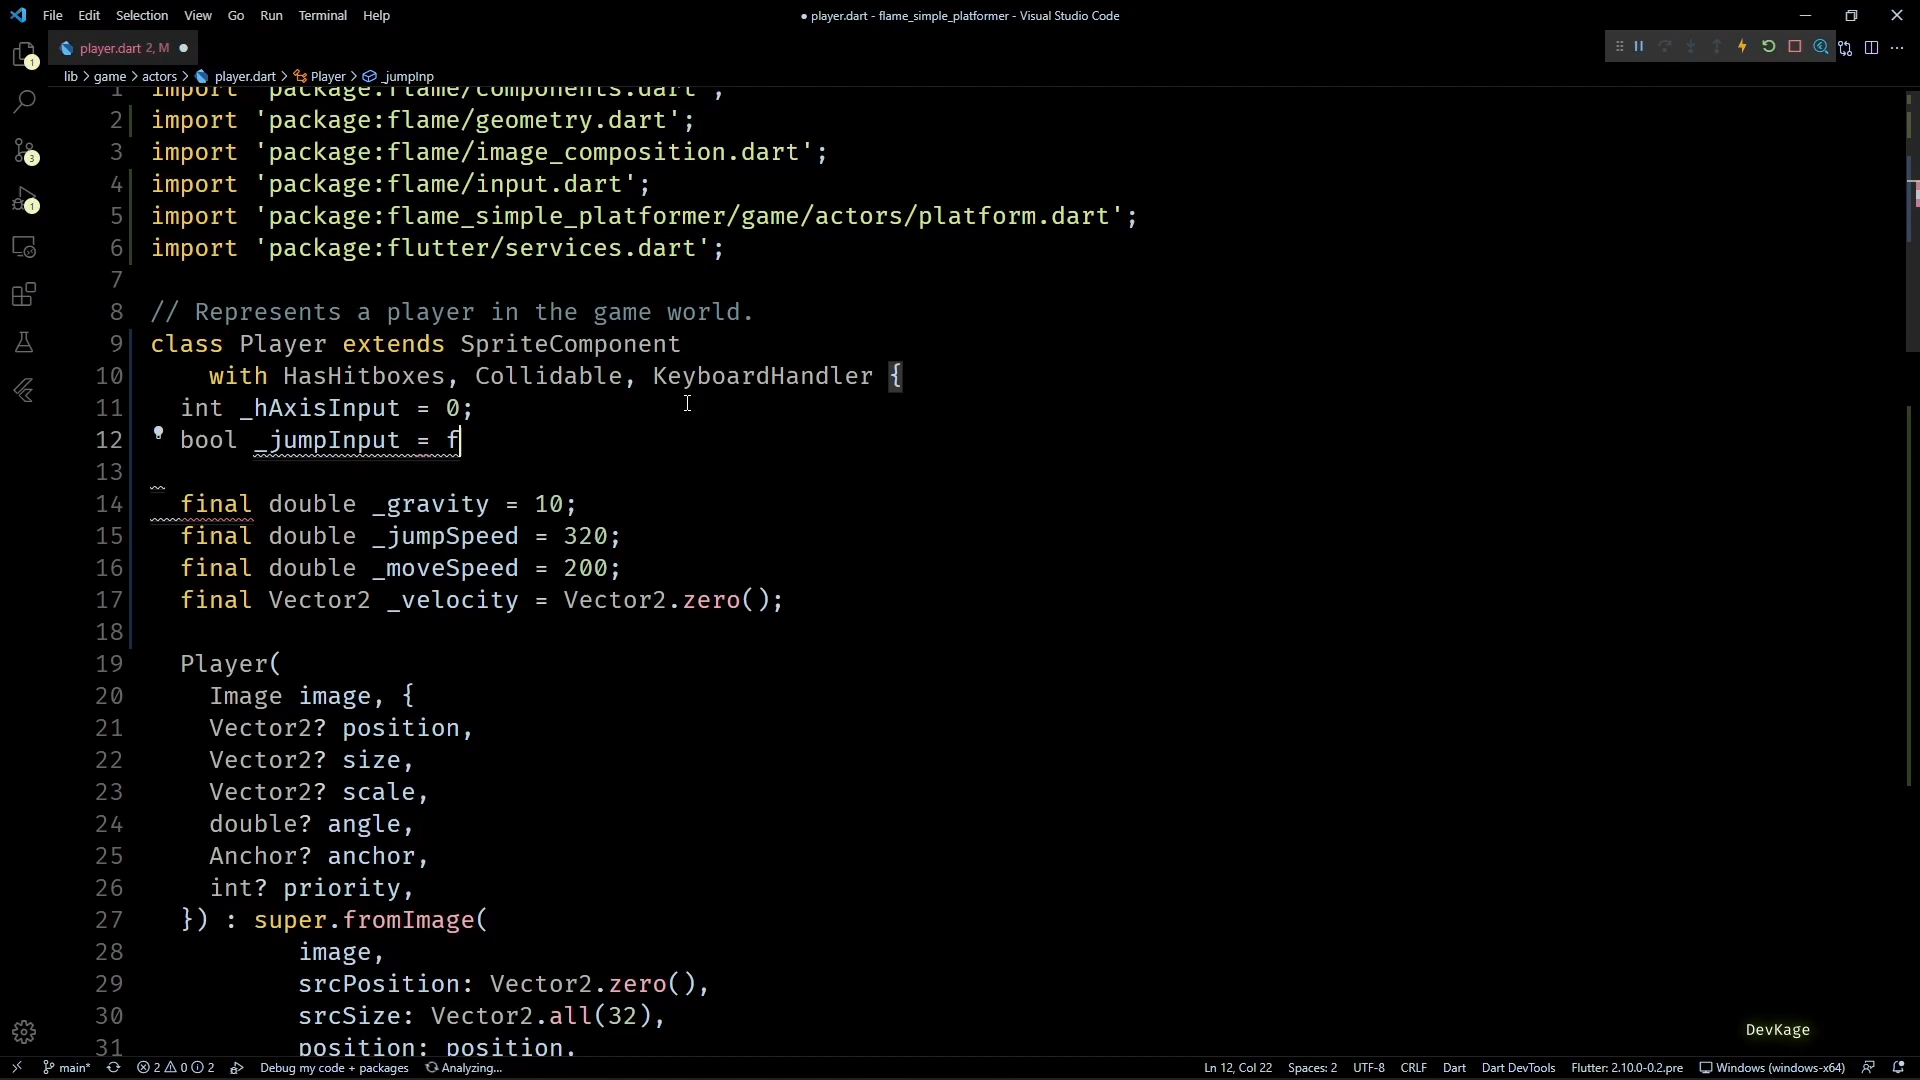 File Edit Selection View Go Run Terminal Help
● player.dart - flame_simple_platformer - Visual Studio Code
player.dart 2, M ●
lib > game > actors > player.dart > Player > _jumpInp
1 import 'package:flame/components.dart';
2 import 'package:flame/geometry.dart';
3 import 'package:flame/image_composition.dart';
4 import 'package:flame/input.dart';
5 import 'package:flame_simple_platformer/game/actors/platform.dart';
6 import 'package:flutter/services.dart';
7
8 // Represents a player in the game world.
9 class Player extends SpriteComponent
10 with HasHitboxes, Collidable, KeyboardHandler {
11 int _hAxisInput = 0;
12 bool _jumpInput = f
13
14 final double _gravity = 10;
15 final double _jumpSpeed = 320;
16 final double _moveSpeed = 200;
17 final Vector2 _velocity = Vector2.zero();
18
19 Player(
20 Image image, {
21 Vector2? position,
22 Vector2? size,
23 Vector2? scale,
24 double? angle,
25 Anchor? anchor,
26 int? priority,
27 }) : super.fromImage(
28 image,
29 srcPosition: Vector2.zero(),
30 srcSize: Vector2.all(32),
31 position: position,
1
3
1
DevKage
main* 2 0 2 Debug my code + packages Analyzing... Ln 12, Col 22 Spaces: 2 UTF-8 CRLF Dart Dart DevTools Flutter: 2.10.0-0.2.pre Windows (windows-x64)